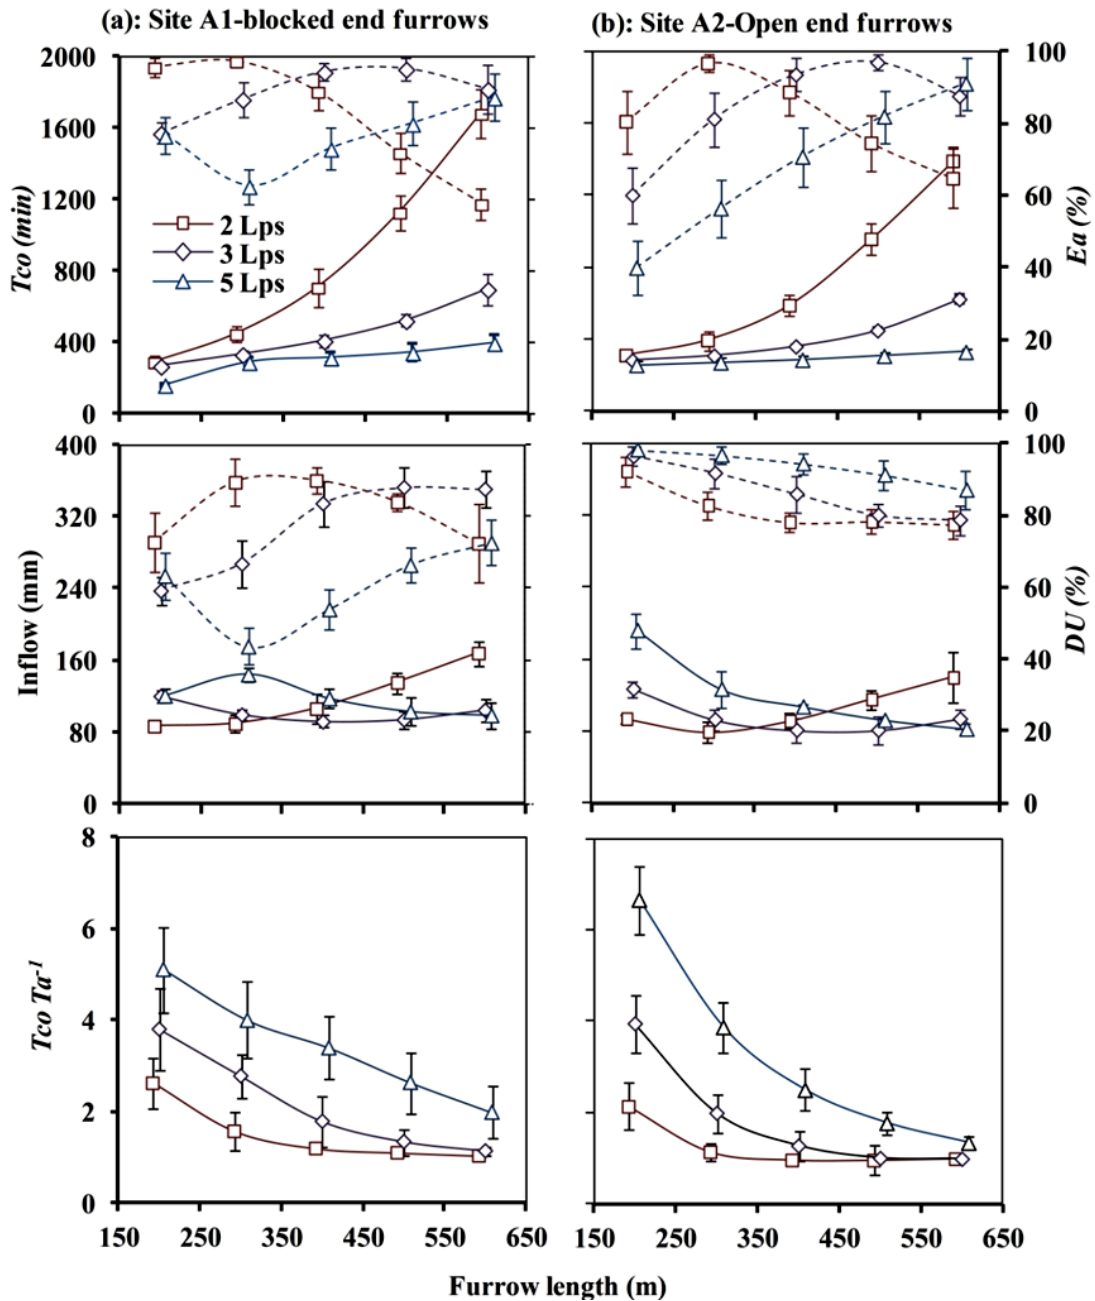 (a): Site A1-blocked end furrows
(b): Site A2-Open end furrows
2000
1600
1200
800
400
0
Tco (min)
2 Lps
3 Lps
5 Lps
100
80
60
40
20
0
Ea (%)
400
320
240
160
80
0
Inflow (mm)
100
80
60
40
20
0
DU (%)
8
6
4
2
0
Tco Ta⁻¹
150 250 350 450 550 650
150 250 350 450 550 650
Furrow length (m)